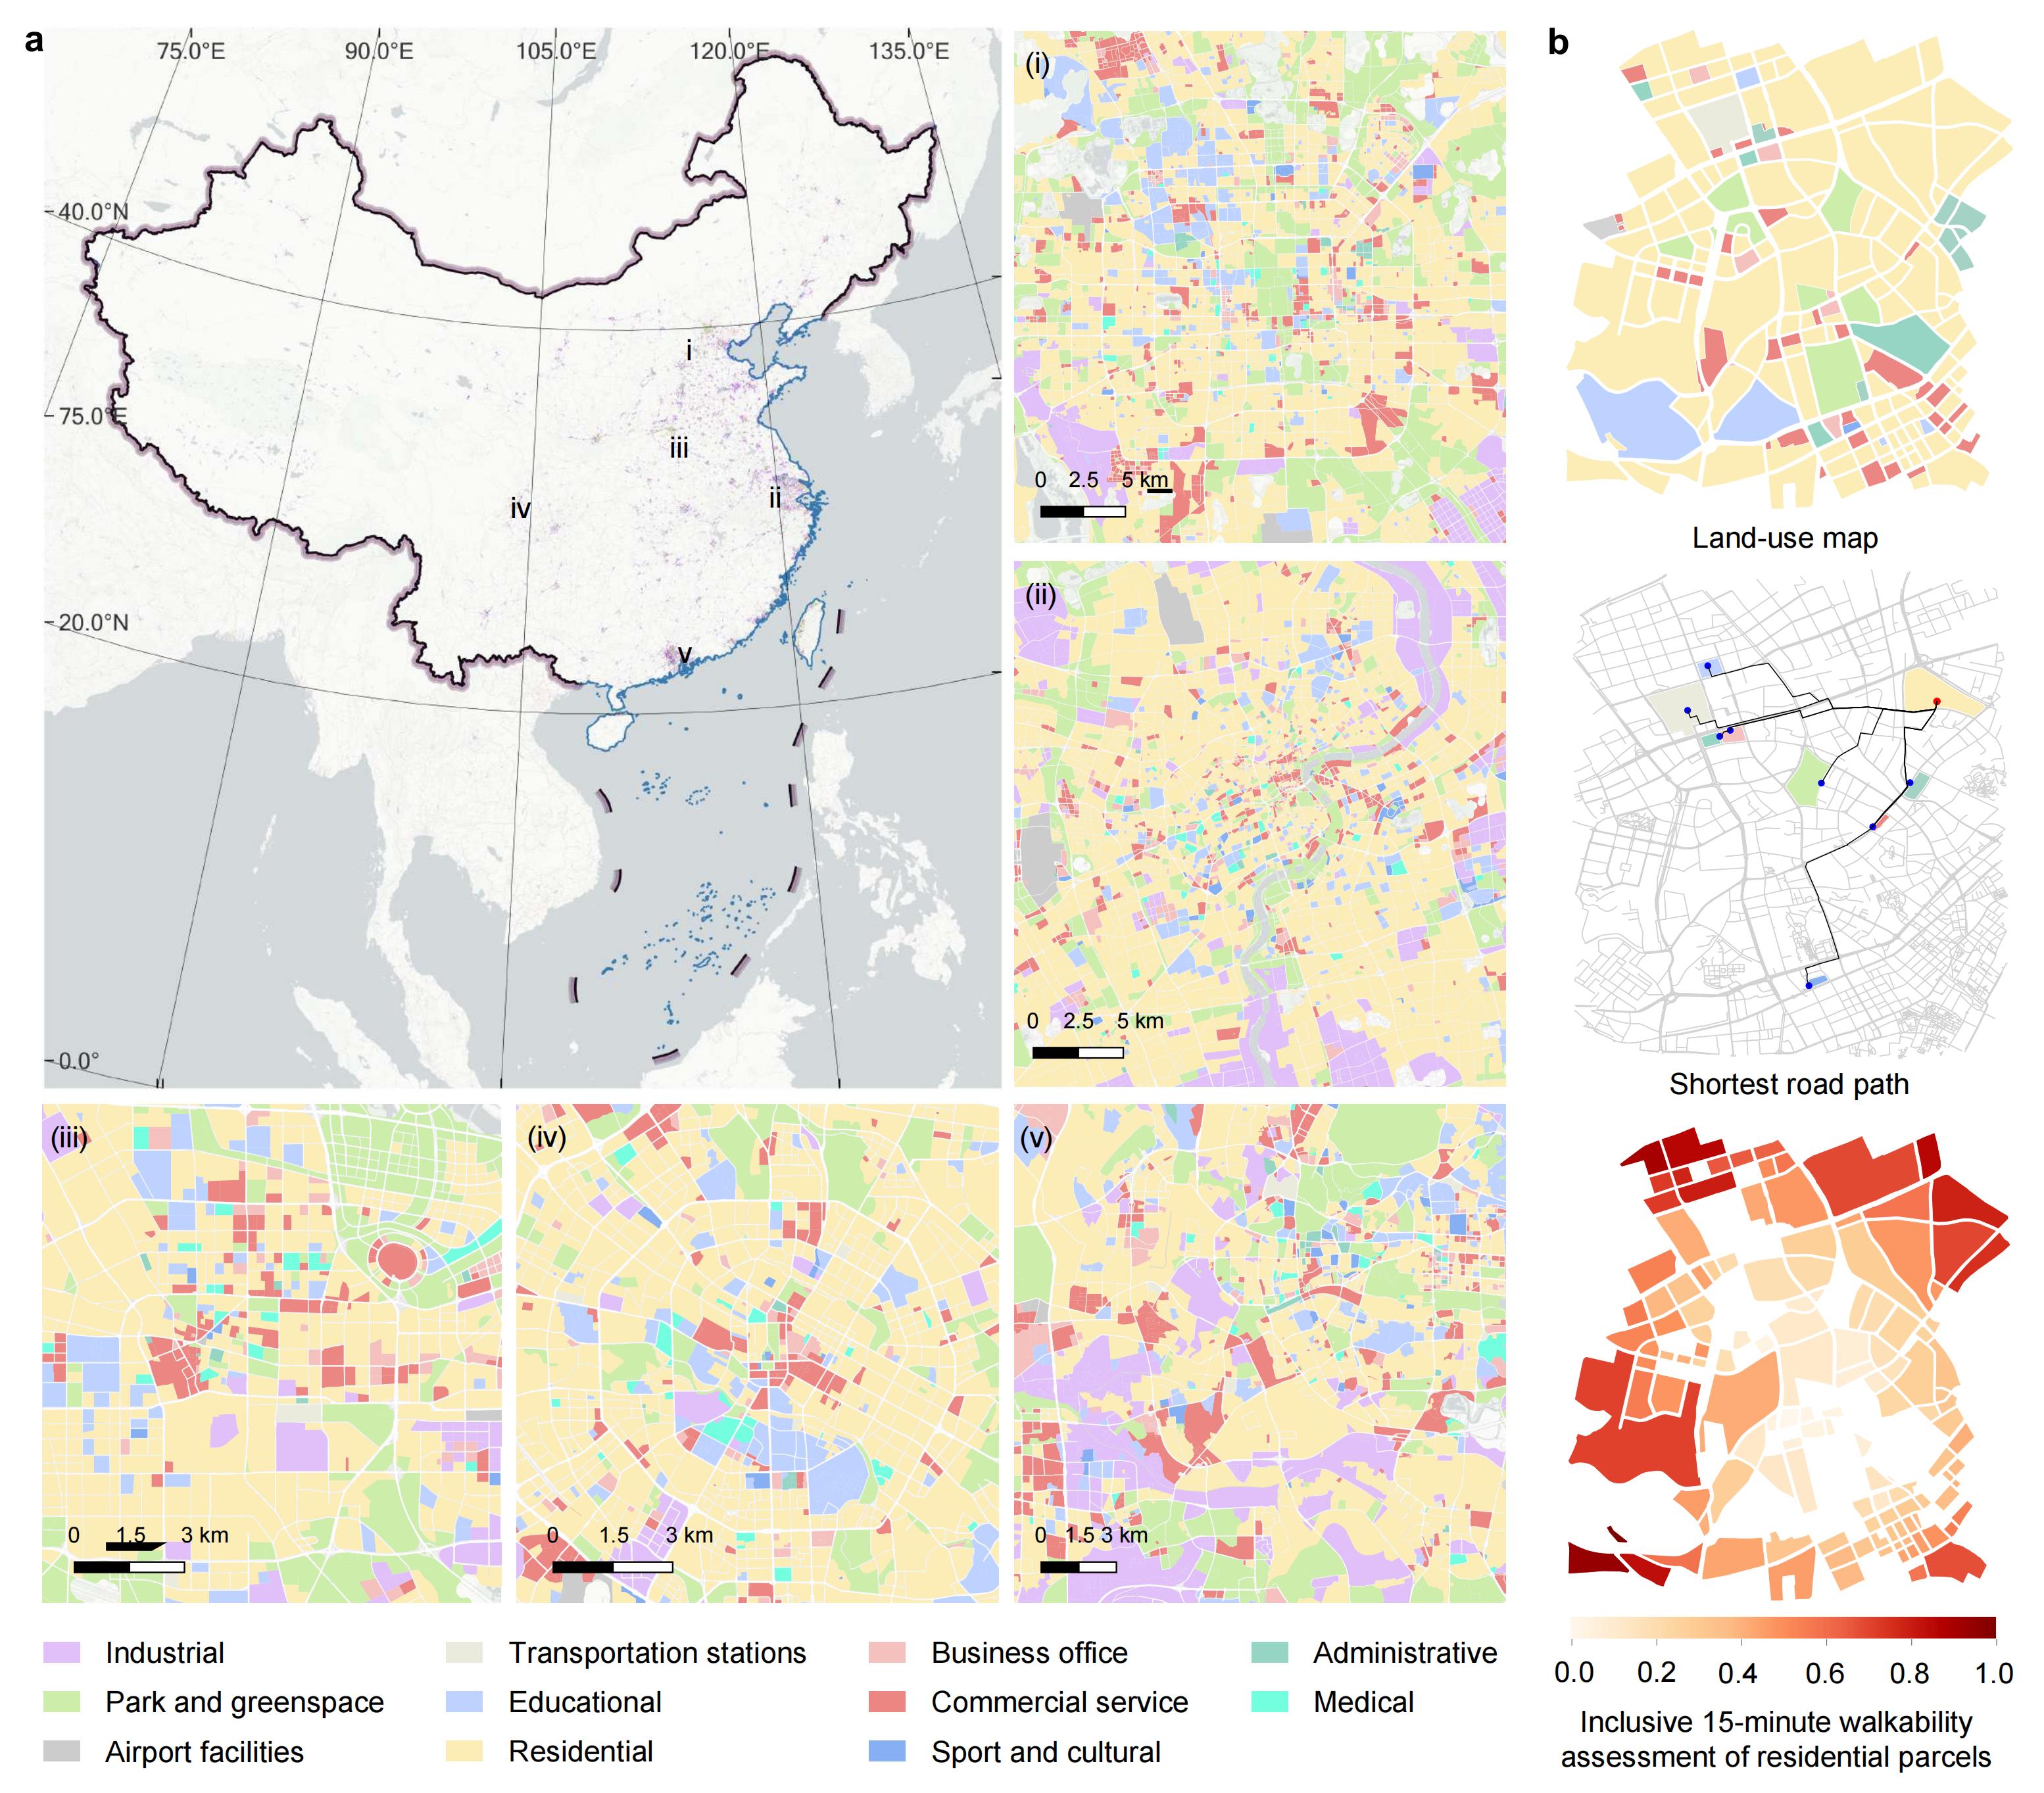 a
75.0°E 90.0°E 105.0°E 120.0°E 135.0°E
40.0°N
75.0°E
20.0°N
0.0°
i
iii
ii
iv
v
(i)
0 2.5 5 km
(ii)
0 2.5 5 km
(iii)
0 1.5 3 km
(iv)
0 1.5 3 km
(v)
0 1.5 3 km
b
Land-use map
Shortest road path
0.0 0.2 0.4 0.6 0.8 1.0
Inclusive 15-minute walkability
assessment of residential parcels
Industrial Transportation stations Business office Administrative
Park and greenspace Educational Commercial service Medical
Airport facilities Residential Sport and cultural